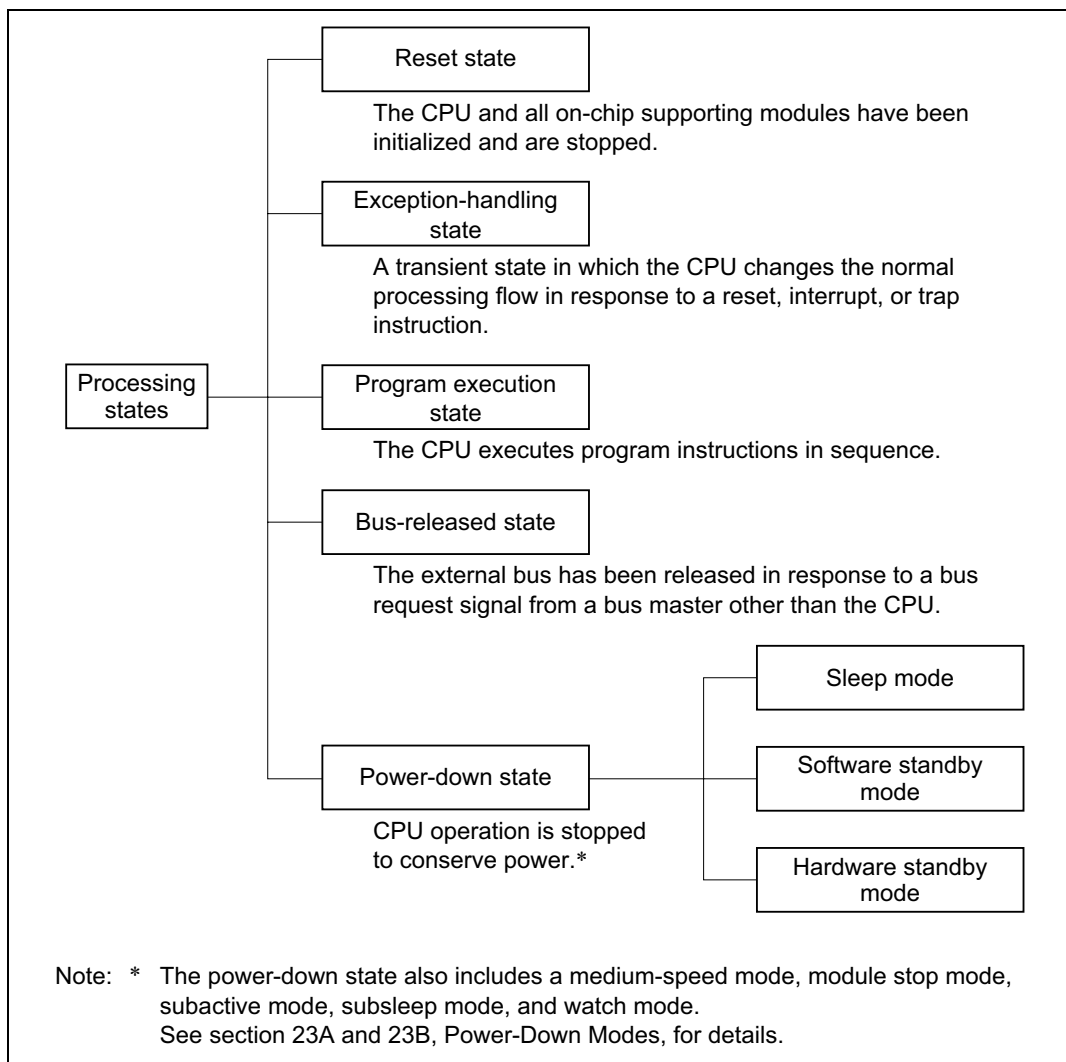 Reset state
The CPU and all on-chip supporting modules have been
initialized and are stopped.
Exception-handling
state
A transient state in which the CPU changes the normal
processing flow in response to a reset, interrupt, or trap
instruction.
Processing
states
Program execution
state
The CPU executes program instructions in sequence.
Bus-released state
The external bus has been released in response to a bus
request signal from a bus master other than the CPU.
Power-down state
CPU operation is stopped
to conserve power.*
Sleep mode
Software standby
mode
Hardware standby
mode
Note: * The power-down state also includes a medium-speed mode, module stop mode,
subactive mode, subsleep mode, and watch mode.
See section 23A and 23B, Power-Down Modes, for details.